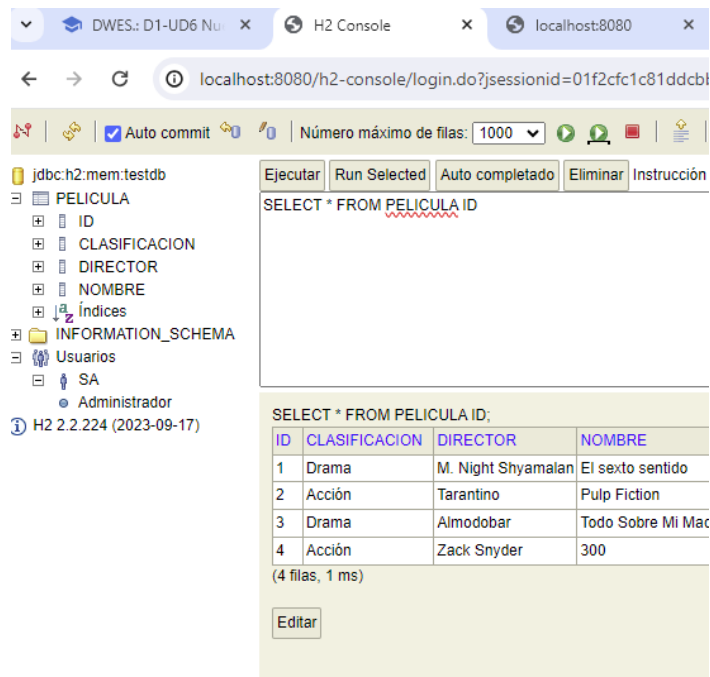 DWES.: D1-UD6 Nu
H2 Console
localhost:8080
localhost:8080/h2-console/login.do?jsessionid=01f2cfc1c81ddcb
Auto commit
Número máximo de filas: 1000
jdbc:h2:mem:testdb
PELICULA
ID
CLASIFICACION
DIRECTOR
NOMBRE
Índices
INFORMATION_SCHEMA
Usuarios
SA
Administrador
H2 2.2.224 (2023-09-17)
Ejecutar Run Selected Auto completado Eliminar Instrucción
SELECT * FROM PELICULA ID
SELECT * FROM PELICULA ID;
ID CLASIFICACION DIRECTOR NOMBRE
1 Drama M. Night Shyamalan El sexto sentido
2 Acción Tarantino Pulp Fiction
3 Drama Almodobar Todo Sobre Mi Mad
4 Acción Zack Snyder 300
(4 filas, 1 ms)
Editar